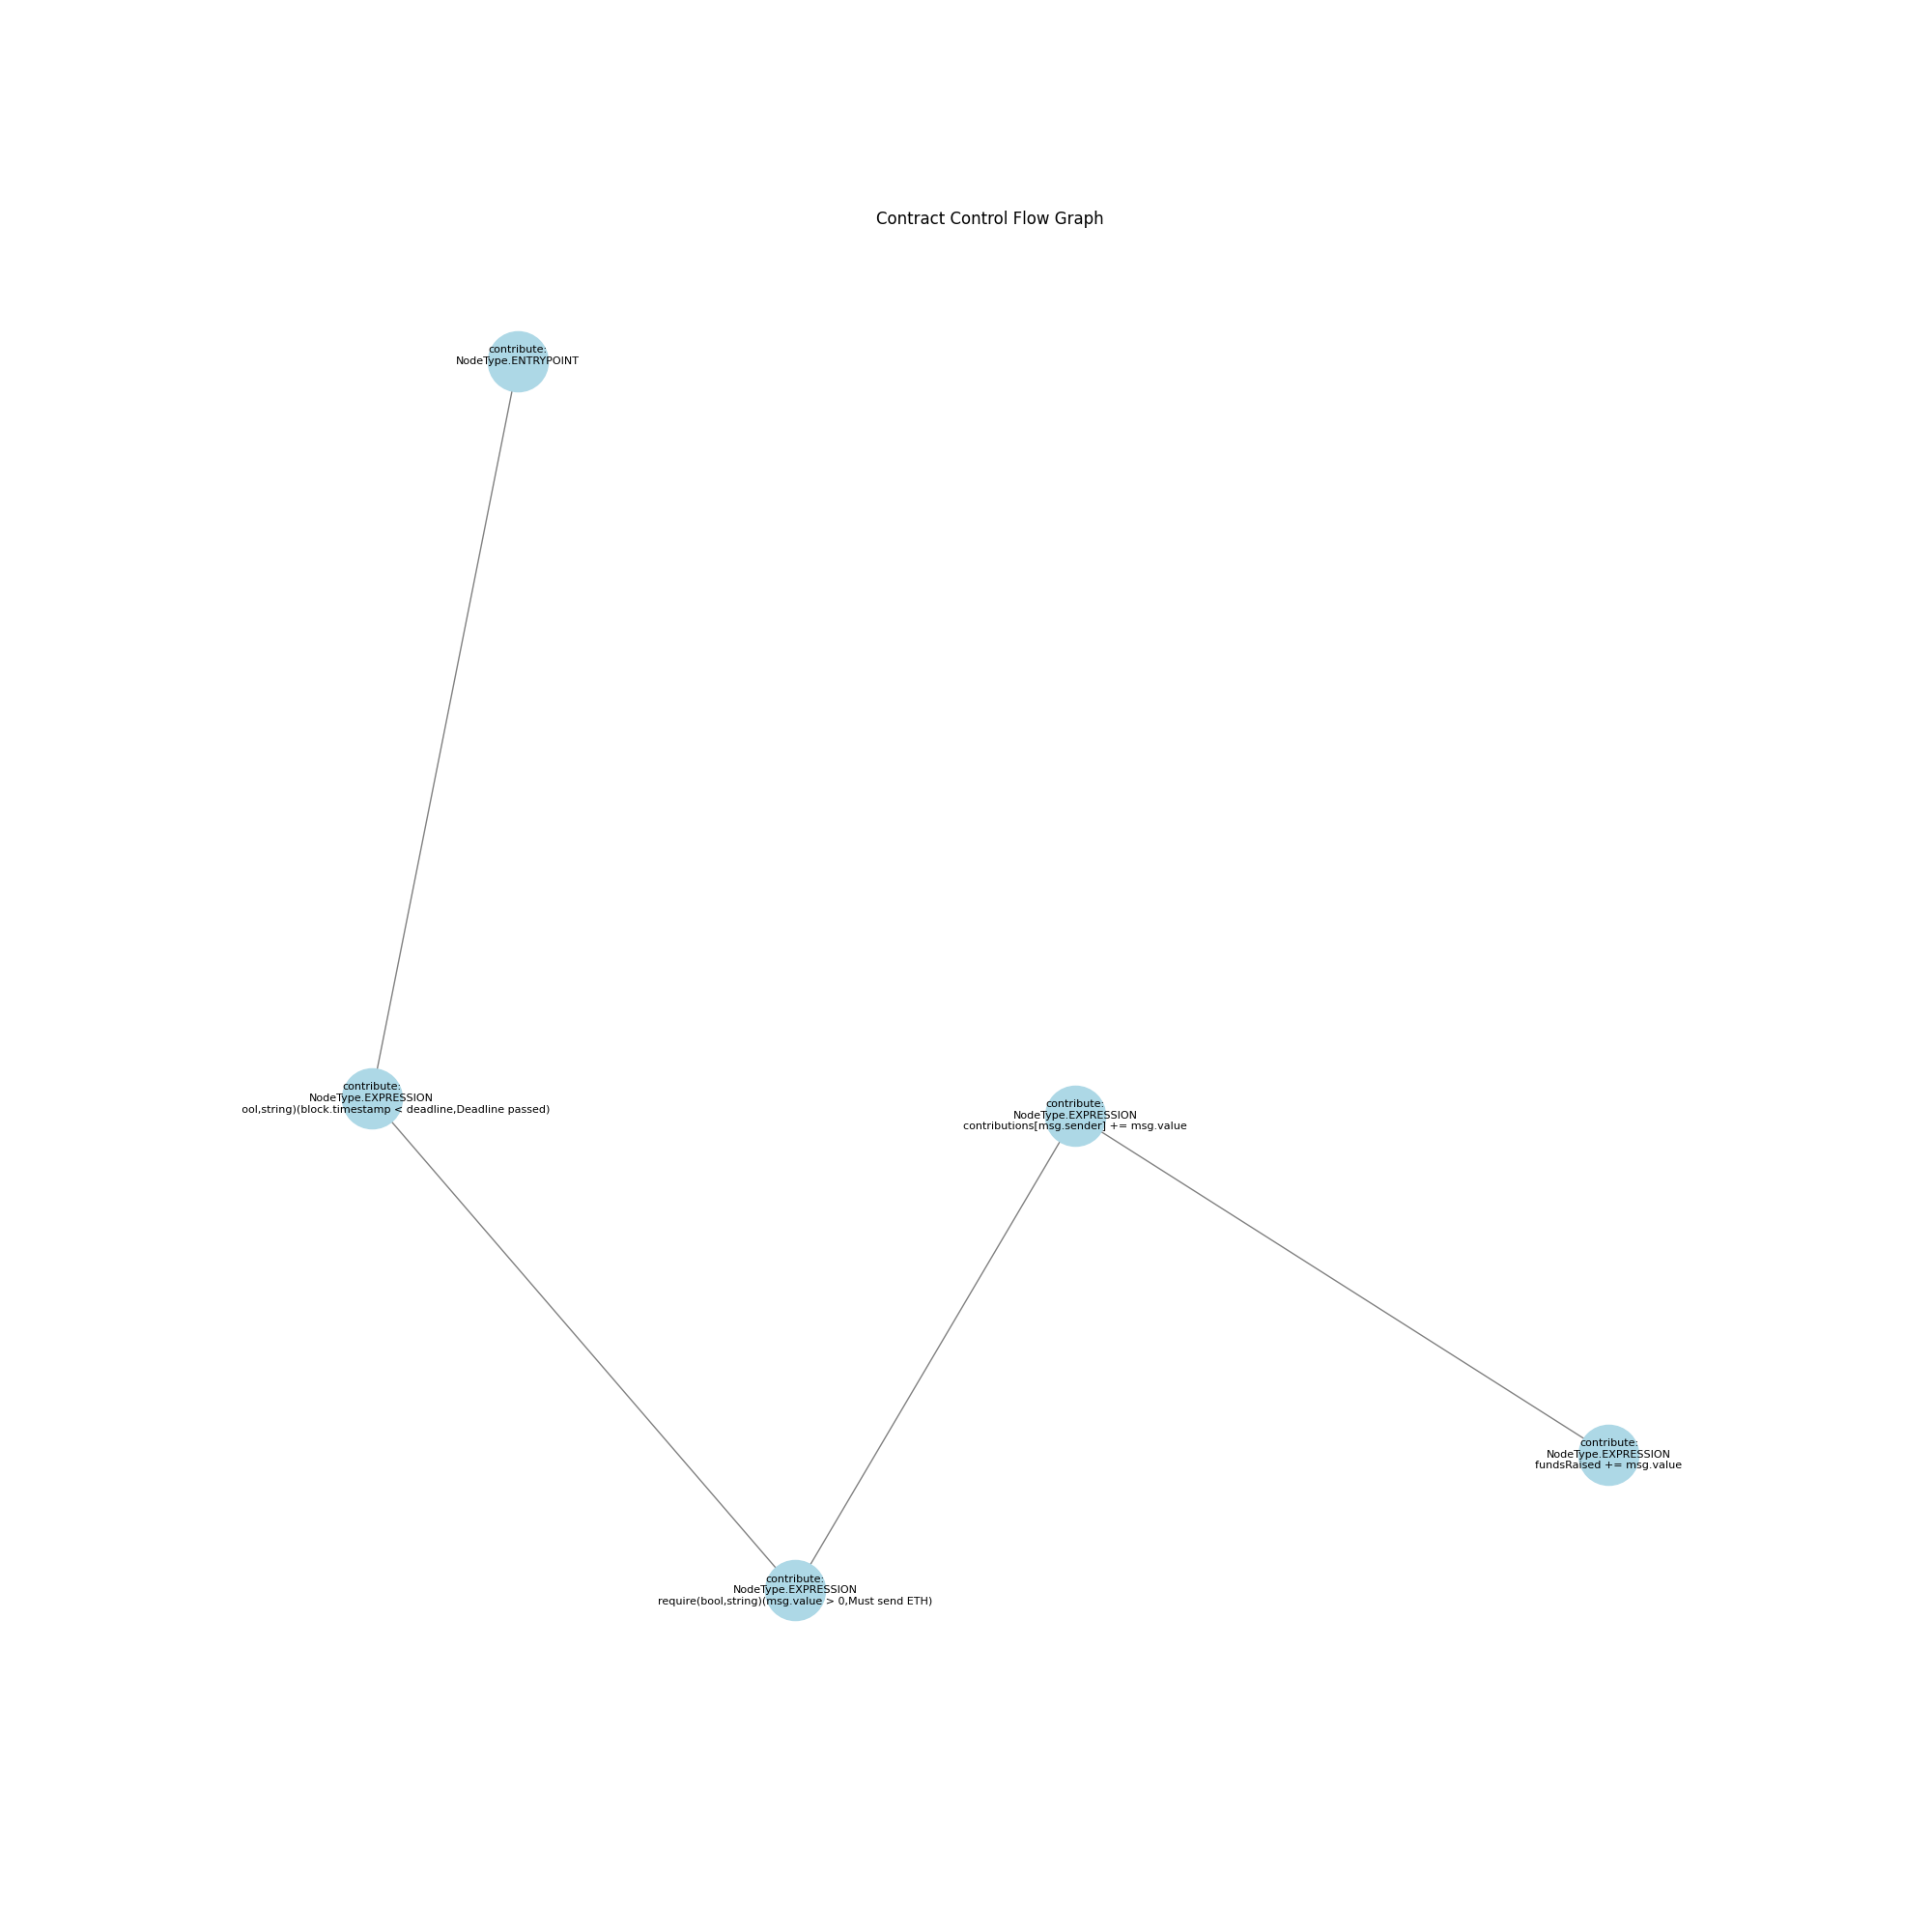 Contract Control Flow Graph
contribute:
NodeType.ENTRYPOINT
contribute:
NodeType.EXPRESSION
ool,string)(block.timestamp < deadline,Deadline passed)
contribute:
NodeType.EXPRESSION
contributions[msg.sender] += msg.value
contribute:
NodeType.EXPRESSION
fundsRaised += msg.value
contribute:
NodeType.EXPRESSION
require(bool,string)(msg.value > 0,Must send ETH)